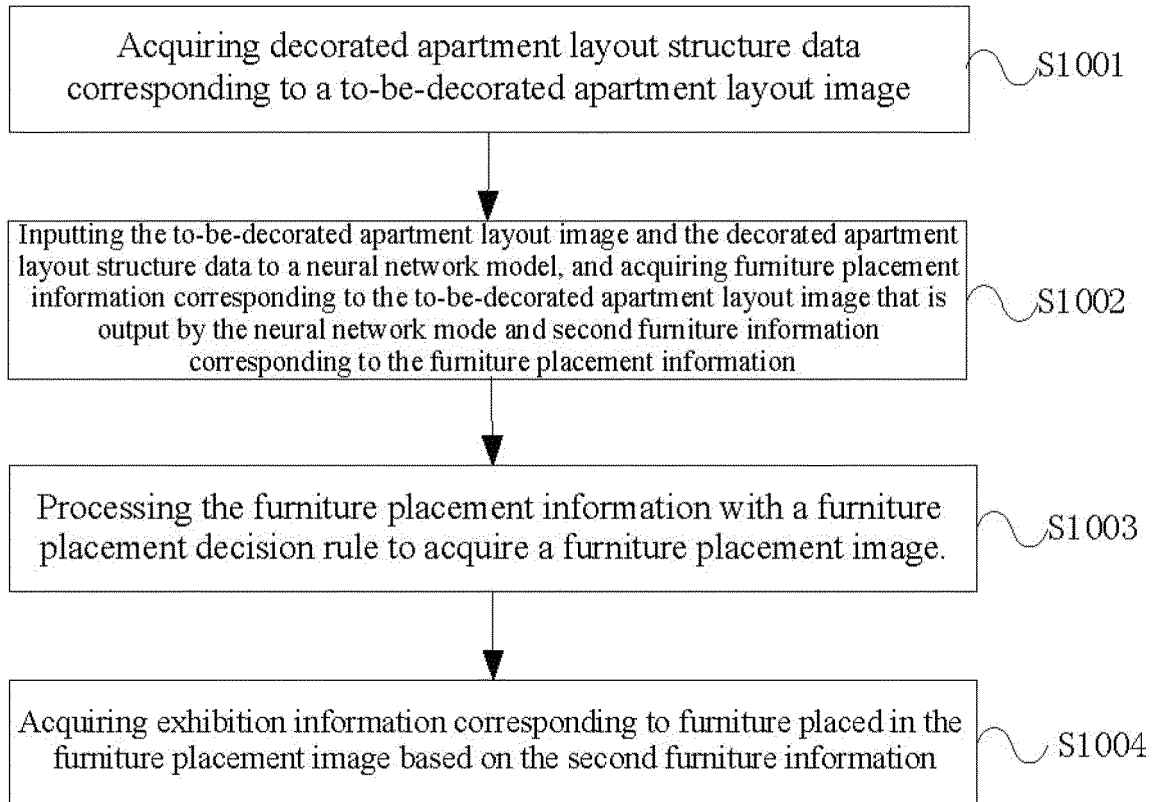 Acquiring decorated apartment layout structure data
corresponding to a to-be-decorated apartment layout image
S1001
Inputting the to-be-decorated apartment layout image and the decorated apartment
layout structure data to a neural network model, and acquiring furniture placement
information corresponding to the to-be-decorated apartment layout image that is
output by the neural network mode and second furniture information
corresponding to the furniture placement information
S1002
Processing the furniture placement information with a furniture
placement decision rule to acquire a furniture placement image.
S1003
Acquiring exhibition information corresponding to furniture placed in the
furniture placement image based on the second furniture information
S1004